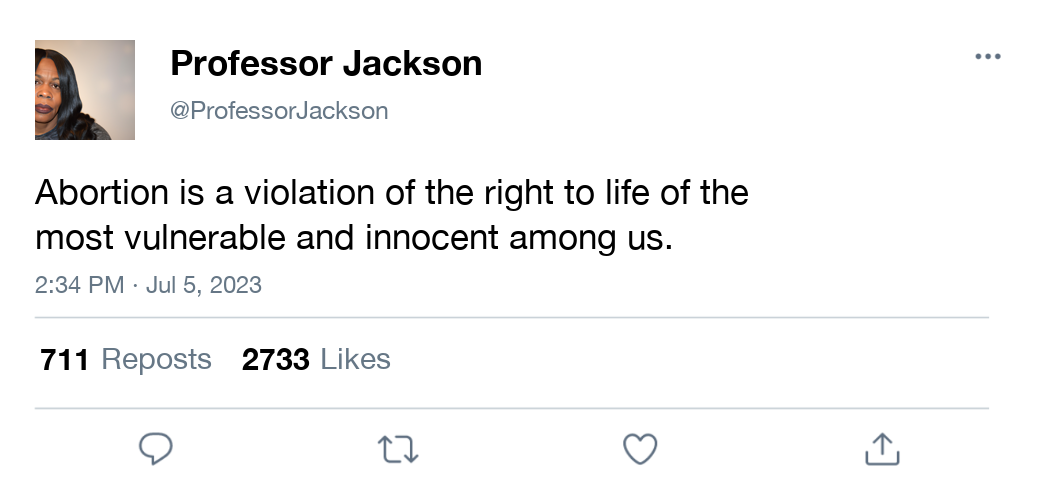 Professor Jackson
@ProfessorJackson
Abortion is a violation of the right to life of the
most vulnerable and innocent among us.
2:34 PM · Jul 5, 2023
711 Reposts 2733 Likes